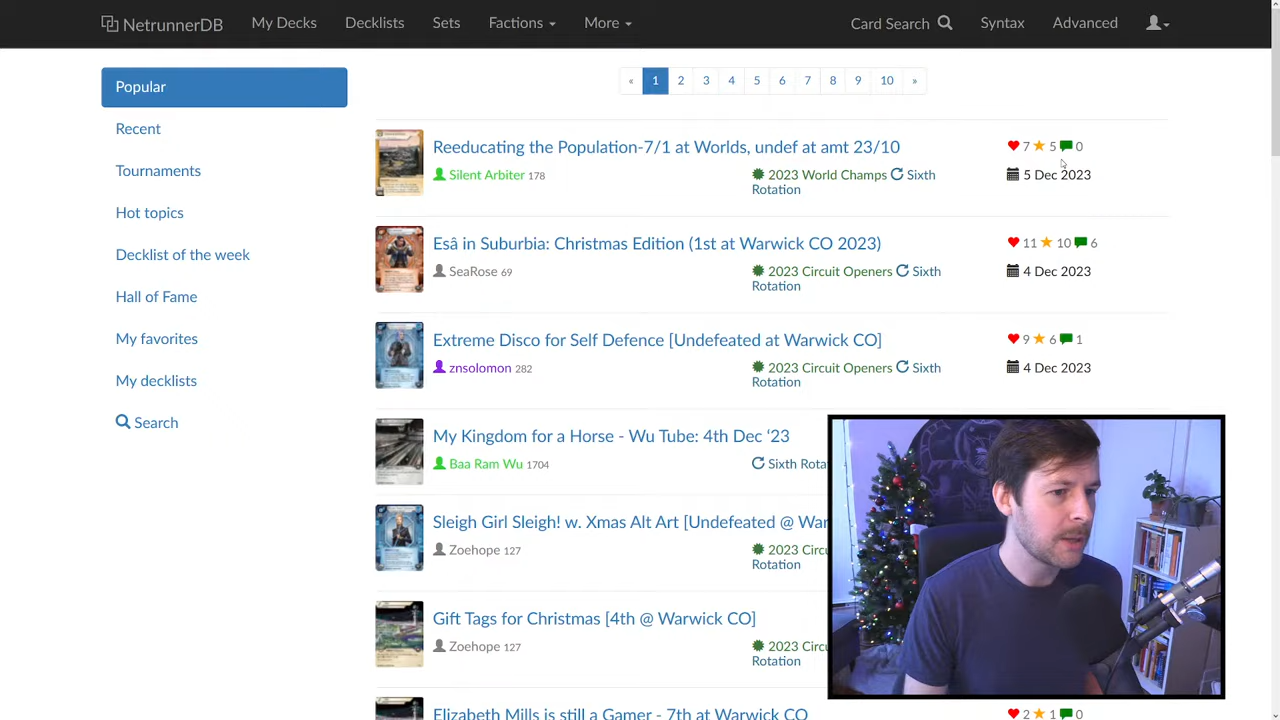 NetrunnerDB My Decks Decklists Sets Factions More Card Search Syntax Advanced
Popular
Recent
Tournaments
Hot topics
Decklist of the week
Hall of Fame
My favorites
My decklists
Search
« 1 2 3 4 5 6 7 8 9 10 »
Reeducating the Population-7/1 at Worlds, undef at amt 23/10
7 5 0
Silent Arbiter 178
2023 World Champs Sixth
Rotation
5 Dec 2023
Esâ in Suburbia: Christmas Edition (1st at Warwick CO 2023)
11 10 6
SeaRose 69
2023 Circuit Openers Sixth
Rotation
4 Dec 2023
Extreme Disco for Self Defence [Undefeated at Warwick CO]
9 6 1
znsolomon 282
2023 Circuit Openers Sixth
Rotation
4 Dec 2023
My Kingdom for a Horse - Wu Tube: 4th Dec ‘23
Baa Ram Wu 1704
Sixth Rota
Sleigh Girl Sleigh! w. Xmas Alt Art [Undefeated @ War
Zoehope 127
2023 Circu
Rotation
Gift Tags for Christmas [4th @ Warwick CO]
Zoehope 127
2023 Circu
Rotation
Elizabeth Mills is still a Gamer - 7th at Warwick CO
2 1 0